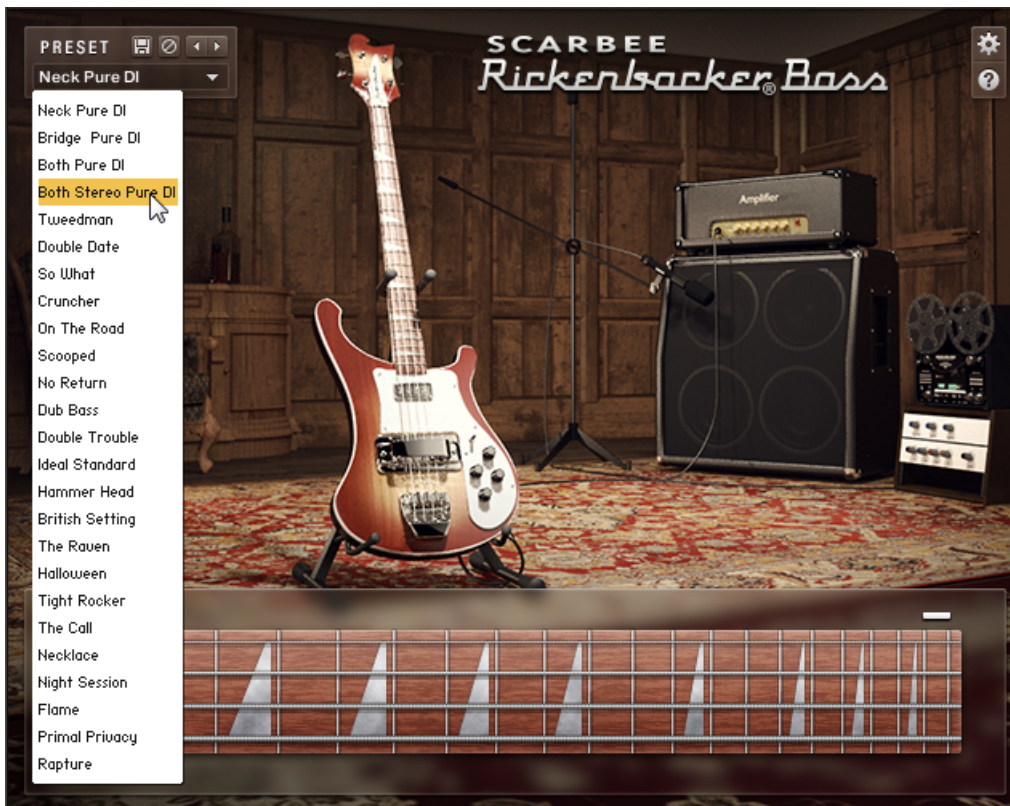 PRESET
Neck Pure DI
SCARBEE
Rickenbacker® Bass
?
Neck Pure DI
Bridge Pure DI
Both Pure DI
Both Stereo Pure DI
Tweedman
Double Date
So What
Cruncher
On The Road
Scooped
No Return
Dub Bass
Double Trouble
Ideal Standard
Hammer Head
British Setting
The Raven
Halloween
Tight Rocker
The Call
Necklace
Night Session
Flame
Primal Privacy
Rapture
Amplifier